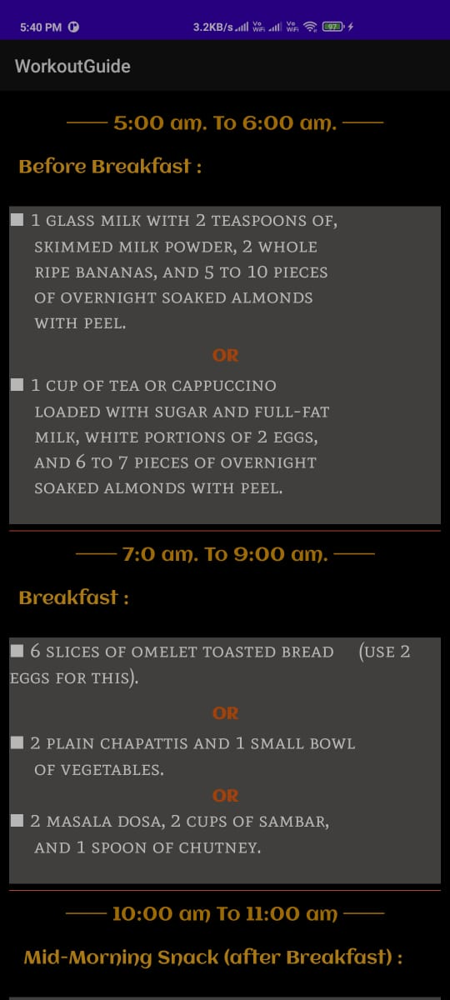 5:40 PM
3.2KB/s Vo WiFi Vo WiFi 97
WorkoutGuide
5:00 am. To 6:00 am.
Before Breakfast :
1 GLASS MILK WITH 2 TEASPOONS OF,
SKIMMED MILK POWDER, 2 WHOLE
RIPE BANANAS, AND 5 TO 10 PIECES
OF OVERNIGHT SOAKED ALMONDS
WITH PEEL.
OR
1 CUP OF TEA OR CAPPUCCINO
LOADED WITH SUGAR AND FULL-FAT
MILK, WHITE PORTIONS OF 2 EGGS,
AND 6 TO 7 PIECES OF OVERNIGHT
SOAKED ALMONDS WITH PEEL.
7:0 am. To 9:00 am.
Breakfast :
6 SLICES OF OMELET TOASTED BREAD (USE 2
EGGS FOR THIS).
OR
2 PLAIN CHAPATTIS AND 1 SMALL BOWL
OF VEGETABLES.
OR
2 MASALA DOSA, 2 CUPS OF SAMBAR,
AND 1 SPOON OF CHUTNEY.
10:00 am To 11:00 am
Mid-Morning Snack (after Breakfast) :